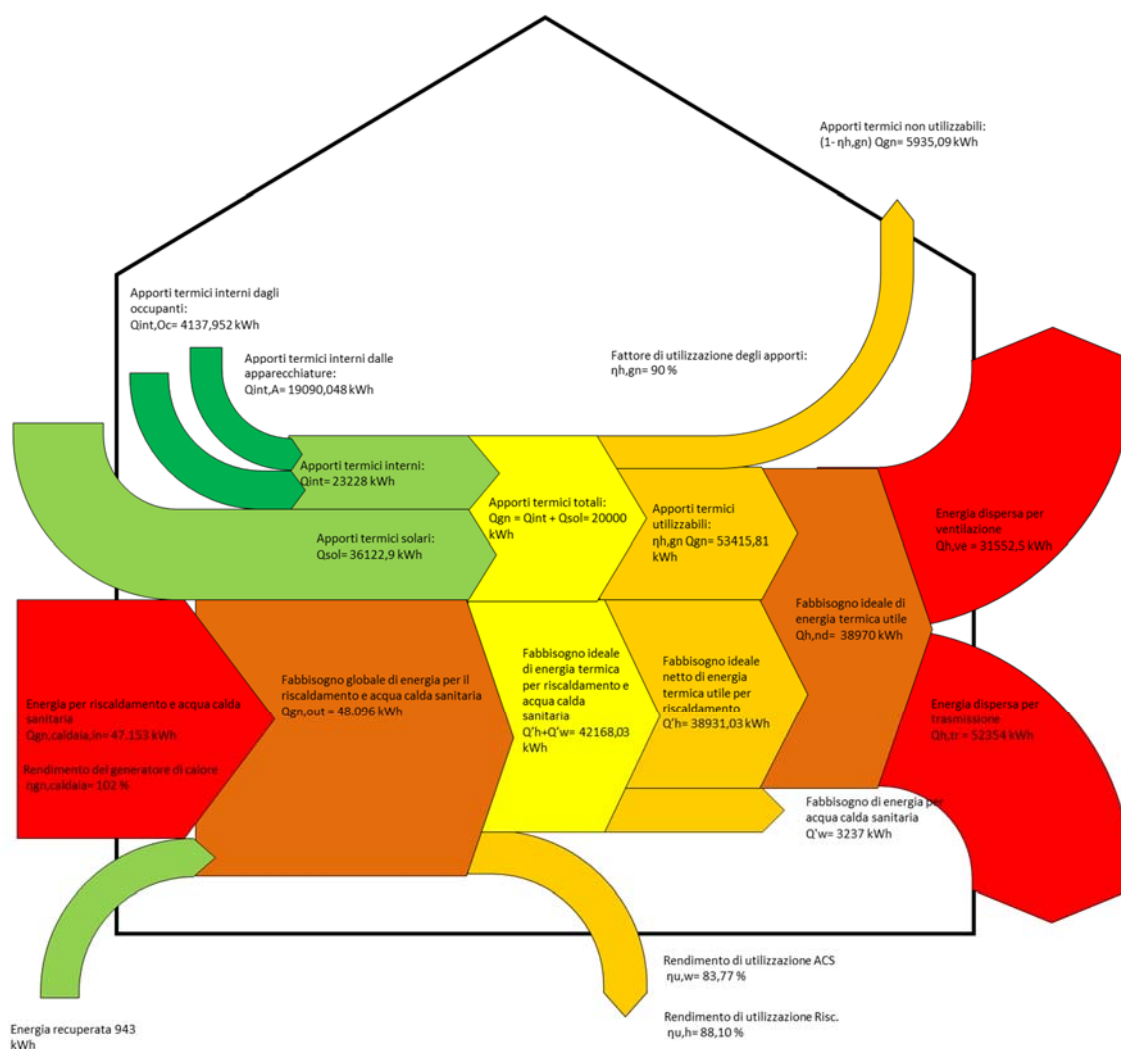 Apporti termici non utilizzabili:
(1- ηh,gn) Qgn= 5935,09 kWh
Apporti termici interni dagli
occupanti:
Qint,Oc= 4137,952 kWh
Apporti termici interni dalle
apparecchiature:
Qint,A= 19090,048 kWh
Fattore di utilizzazione degli apporti:
ηh,gn= 90 %
Apporti termici interni:
Qint= 23228 kWh
Apporti termici totali:
Qgn = Qint + Qsol= 20000
kWh
Apporti termici
utilizzabili:
ηh,gn Qgn= 53415,81
kWh
Energia dispersa per
ventilazione
Qh,ve = 31552,5 kWh
Apporti termici solari:
Qsol= 36122,9 kWh
Fabbisogno ideale di
energia termica utile
Qh,nd=  38970 kWh
Fabbisogno ideale
di energia termica
per riscaldamento e
acqua calda
sanitaria
Q'h+Q'w= 42168,03
kWh
Fabbisogno ideale
netto di energia
termica utile per
riscaldamento
Q'h= 38931,03 kWh
Fabbisogno globale di energia per il
riscaldamento e acqua calda sanitaria
Qgn,out = 48.096 kWh
Energia per riscaldamento e acqua calda
sanitaria
Qgn,caldaia,in= 47.153 kWh
Rendimento del generatore di calore
ηgn,caldaia= 102 %
Energia dispersa per
trasmissione
Qh,tr = 52354 kWh
Fabbisogno di energia per
acqua calda sanitaria
Q'w= 3237 kWh
Rendimento di utilizzazione ACS
ηu,w= 83,77 %
Rendimento di utilizzazione Risc.
ηu,h= 88,10 %
Energia recuperata 943
kWh